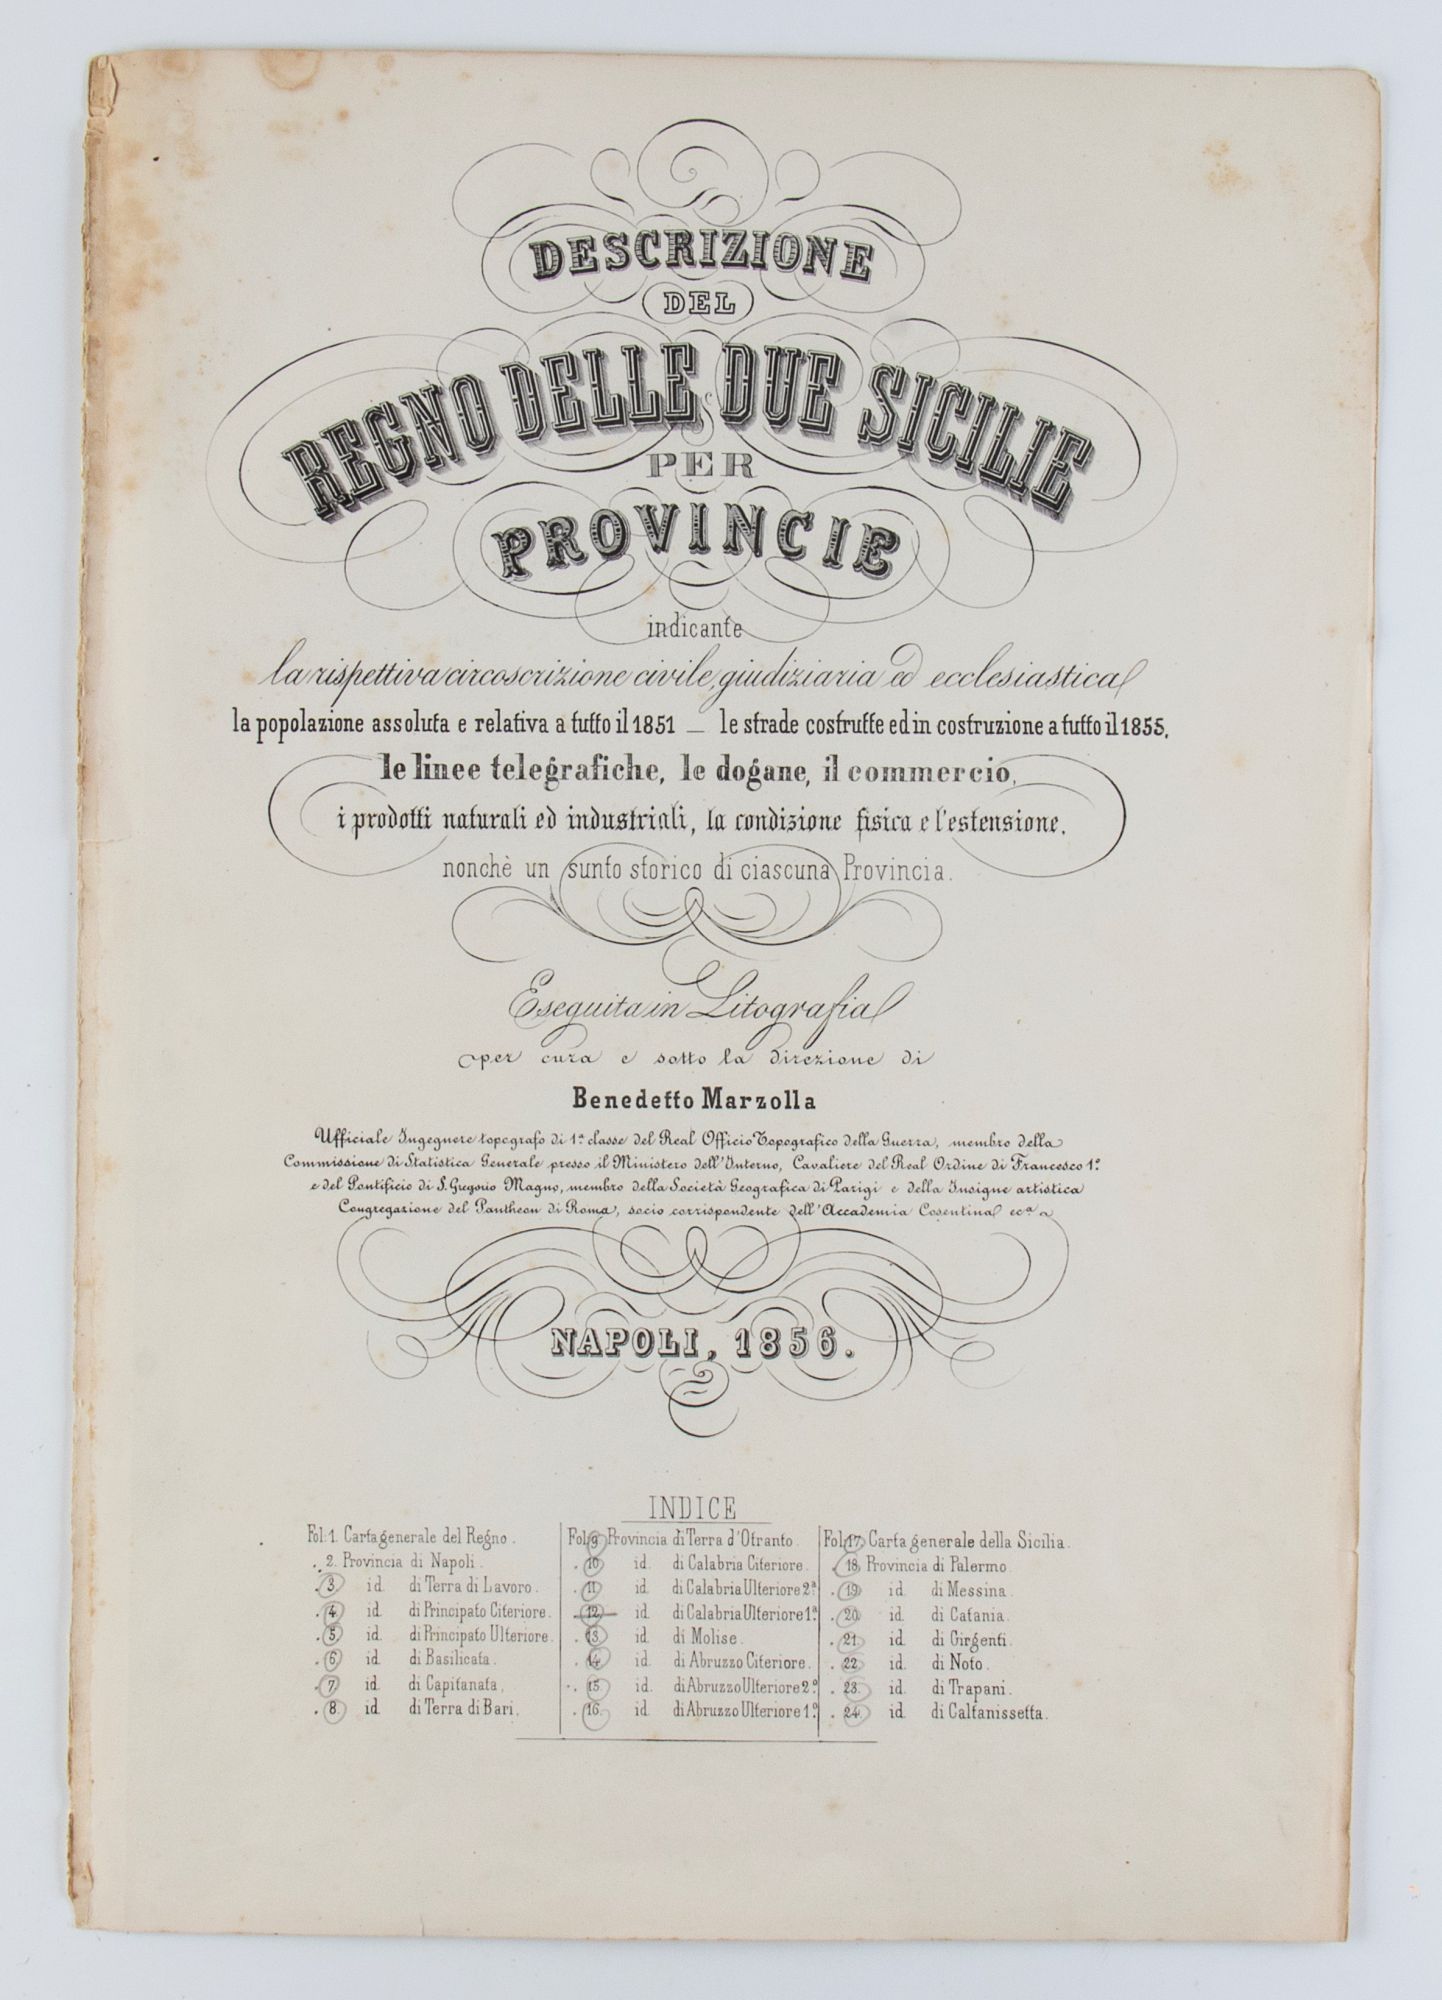 DESCRIZIONE
DEL
REGNO DELLE DUE SICILIE
PER
PROVINCIE
indicante
la rispettiva circoscrizione civile, giudiziaria ed ecclesiastica
la popolazione assoluta e relativa a tutto il 1851 — le strade costrutte ed in costruzione a tutto il 1855,
le linee telegrafiche, le dogane, il commercio,
i prodotti naturali ed industriali, la condizione fisica e l'estensione,
nonchè un sunto storico di ciascuna Provincia.
Eseguita in Litografia
per cura e sotto la direzione di
Benedetto Marzolla
Ufficiale Ingegnere topografo di 1ª classe del Real Officio Topografico della Guerra, membro della
Commissione di Statistica Generale presso il Ministero dell'Interno, Cavaliere del Real Ordine di Francesco 1º
e del Pontificio di S. Gregorio Magno, membro della Società Geografica di Parigi e della Insigne artistica
Congregazione del Pantheon di Roma, socio corrispondente dell'Accademia Cosentina ecª
NAPOLI, 1856.
INDICE
Fol. 1. Carta generale del Regno.
. 2. Provincia di Napoli.
. 3 id. di Terra di Lavoro.
. 4. id. di Principato Citeriore.
. 5. id. di Principato Ulteriore.
. 6 id. di Basilicata.
. 7 id. di Capitanata.
. 8. id. di Terra di Bari.
Fol. 9. Provincia di Terra d'Otranto.
. 10 id. di Calabria Citeriore.
. 11 id. di Calabria Ulteriore 2ª
. 12 id. di Calabria Ulteriore 1ª
. 13. id. di Molise.
. 14. id. di Abruzzo Citeriore.
. 15 id. di Abruzzo Ulteriore 2º
. 16. id. di Abruzzo Ulteriore 1º
Fol. 17. Carta generale della Sicilia.
. 18. Provincia di Palermo.
. 19 id. di Messina.
. 20. id. di Catania.
. 21. id. di Girgenti.
. 22. id. di Noto.
. 23. id. di Trapani.
. 24. id. di Caltanissetta.